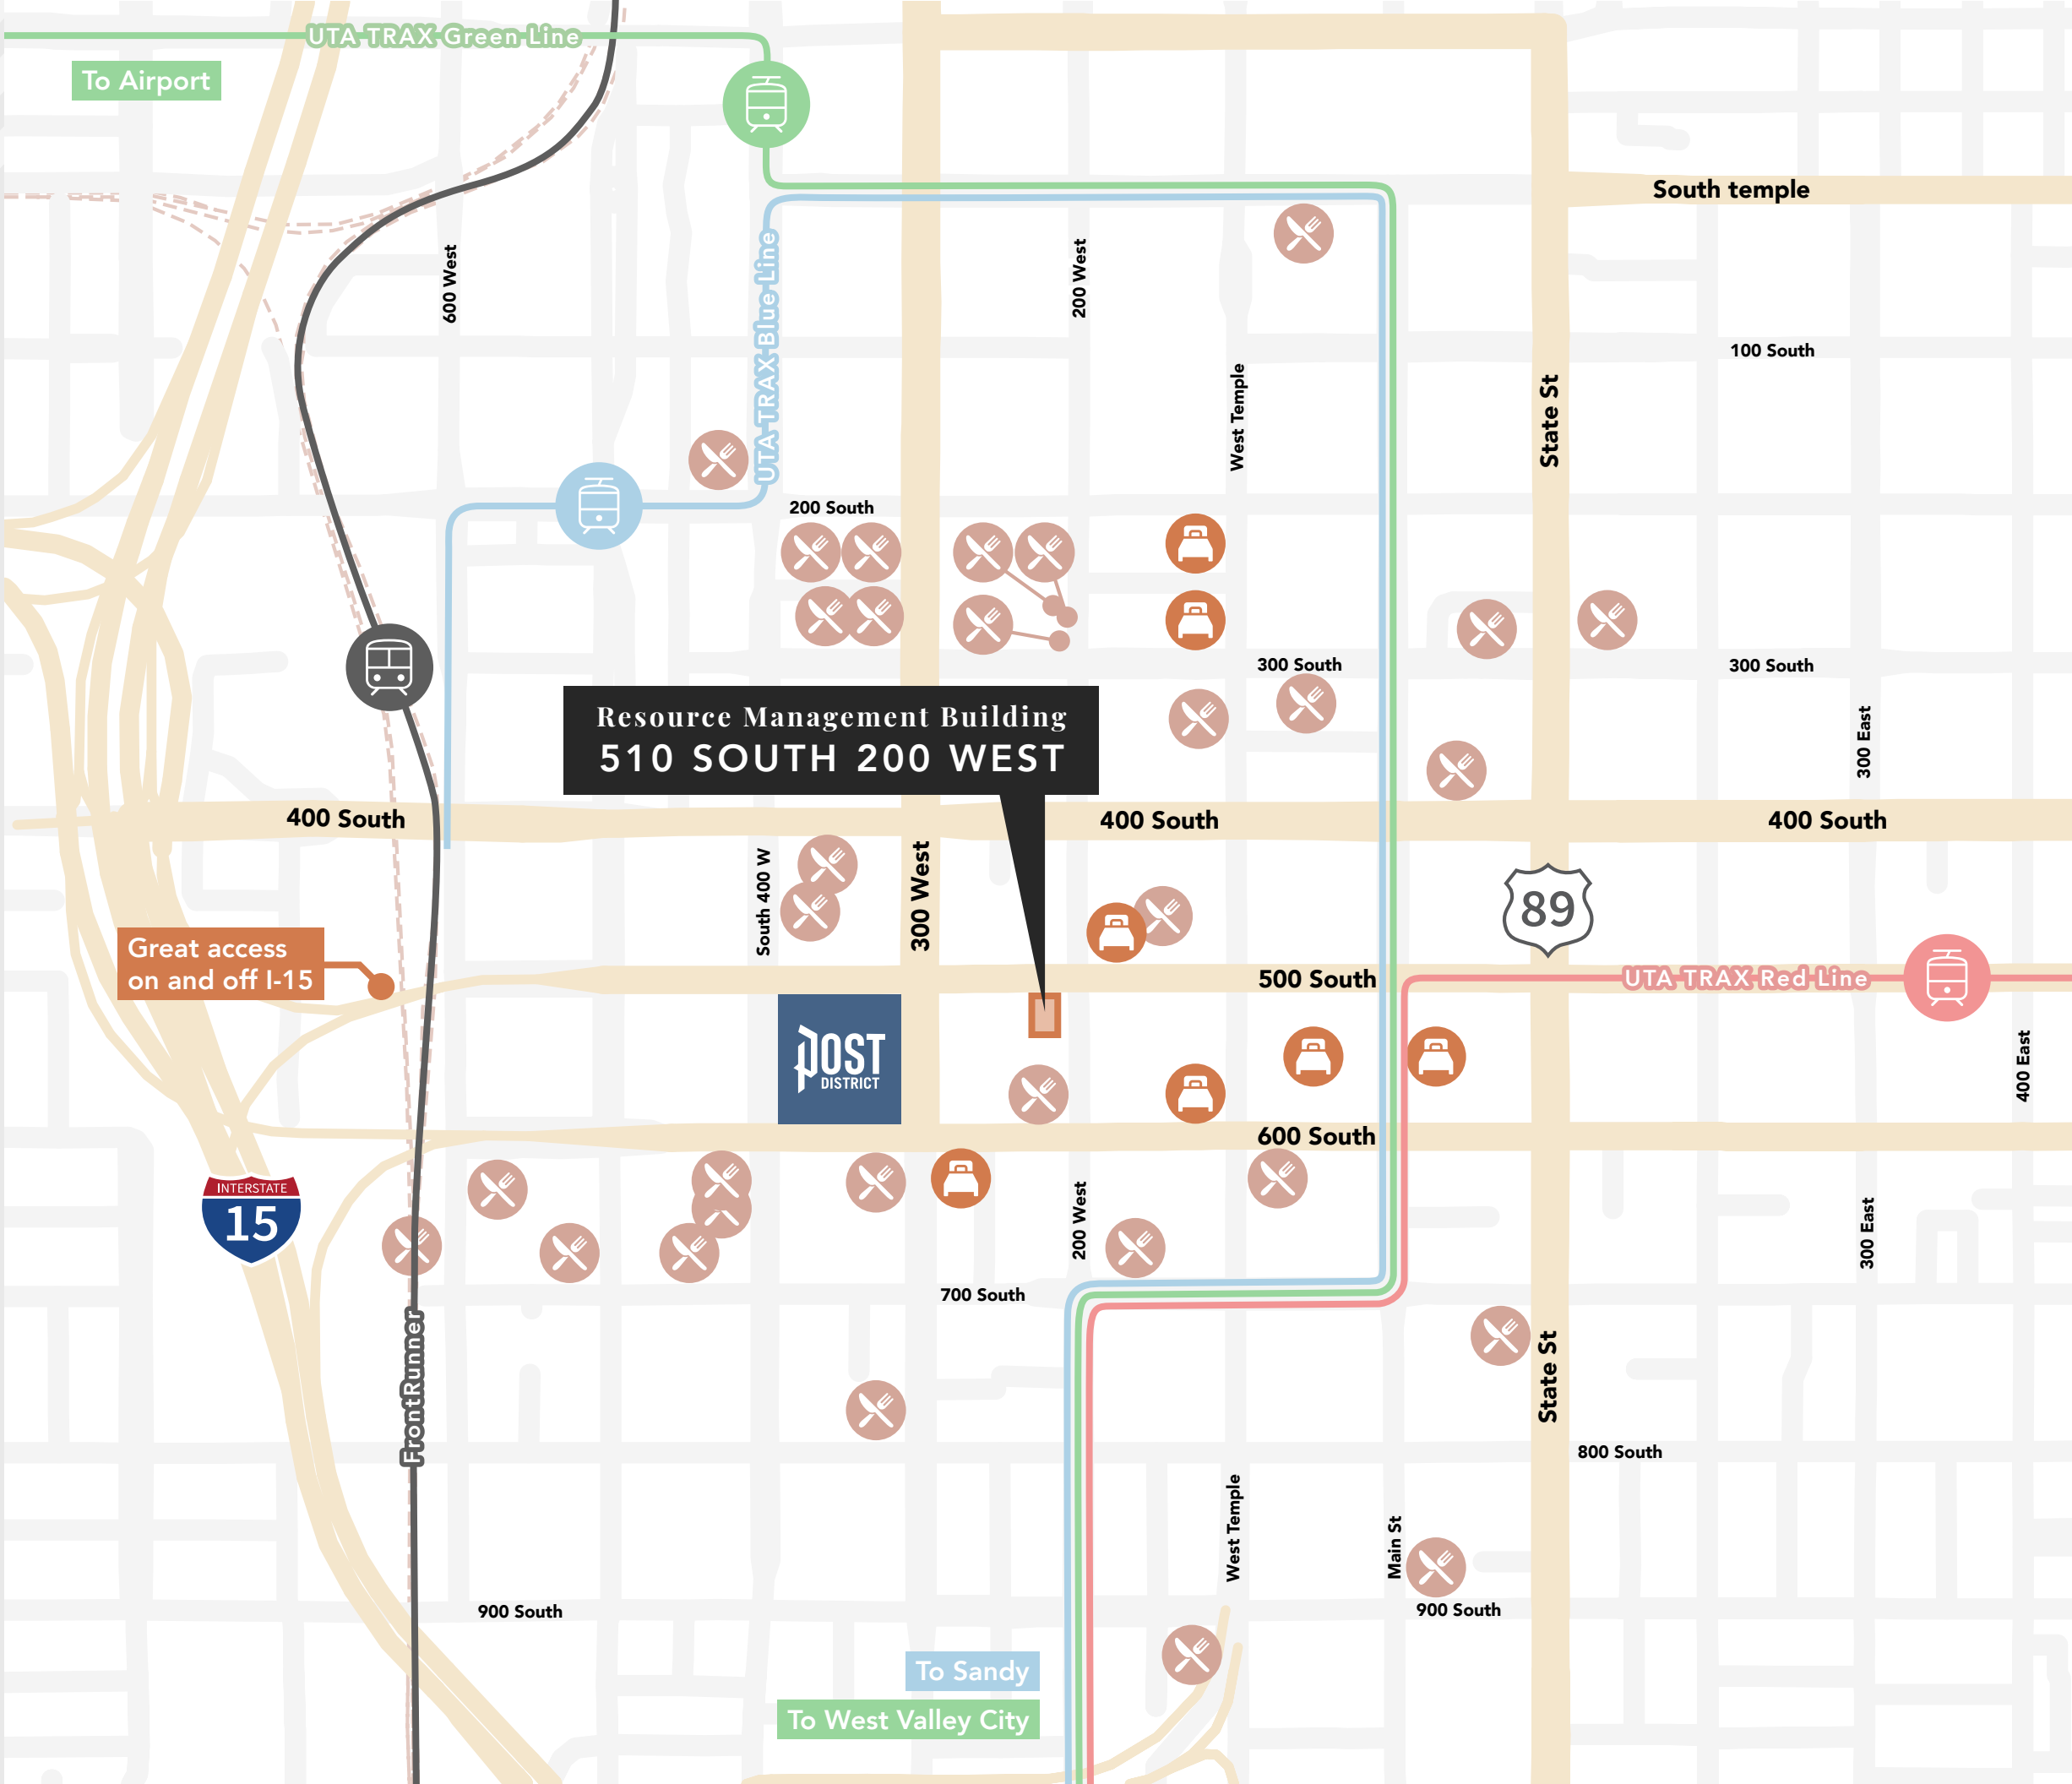 UTA TRAX Green Line
To Airport
South temple
600 West
UTA TRAX Blue Line
200 West
100 South
West Temple
State St
200 South
300 South
300 South
Resource Management Building
510 SOUTH 200 WEST
300 East
400 South
400 South
400 South
South 400 W
300 West
89
Great access
on and off I-15
500 South
UTA TRAX Red Line
POST
DISTRICT
400 East
600 South
INTERSTATE
15
200 West
300 East
700 South
FrontRunner
State St
800 South
West Temple
Main St
900 South
900 South
To Sandy
To West Valley City